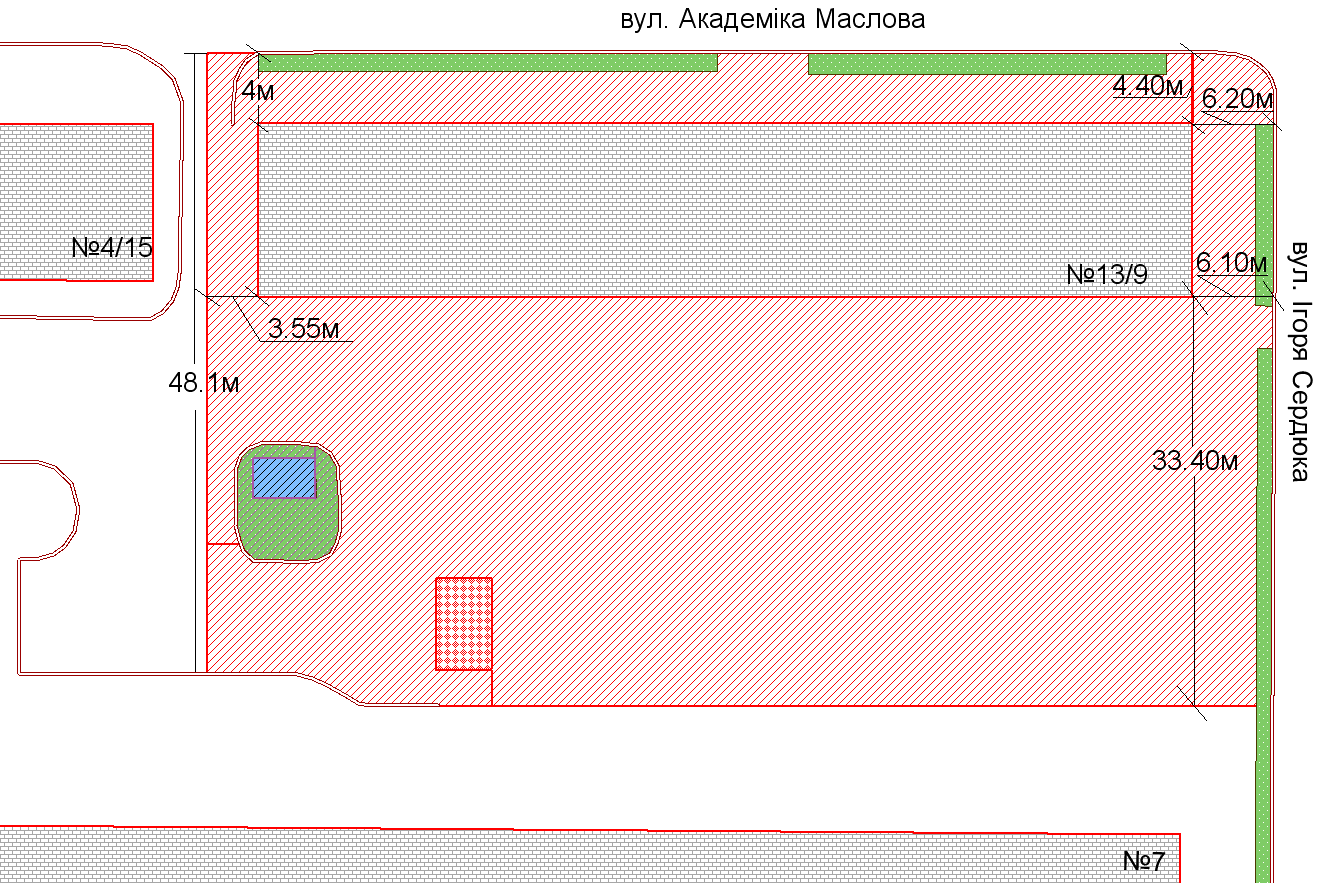 вул. Академіка Маслова
4м
4.40м
6.20м
№4/15
№13/9
6.10м
3.55м
48.1м
33.40м
вул. Ігоря Сердюка
№7